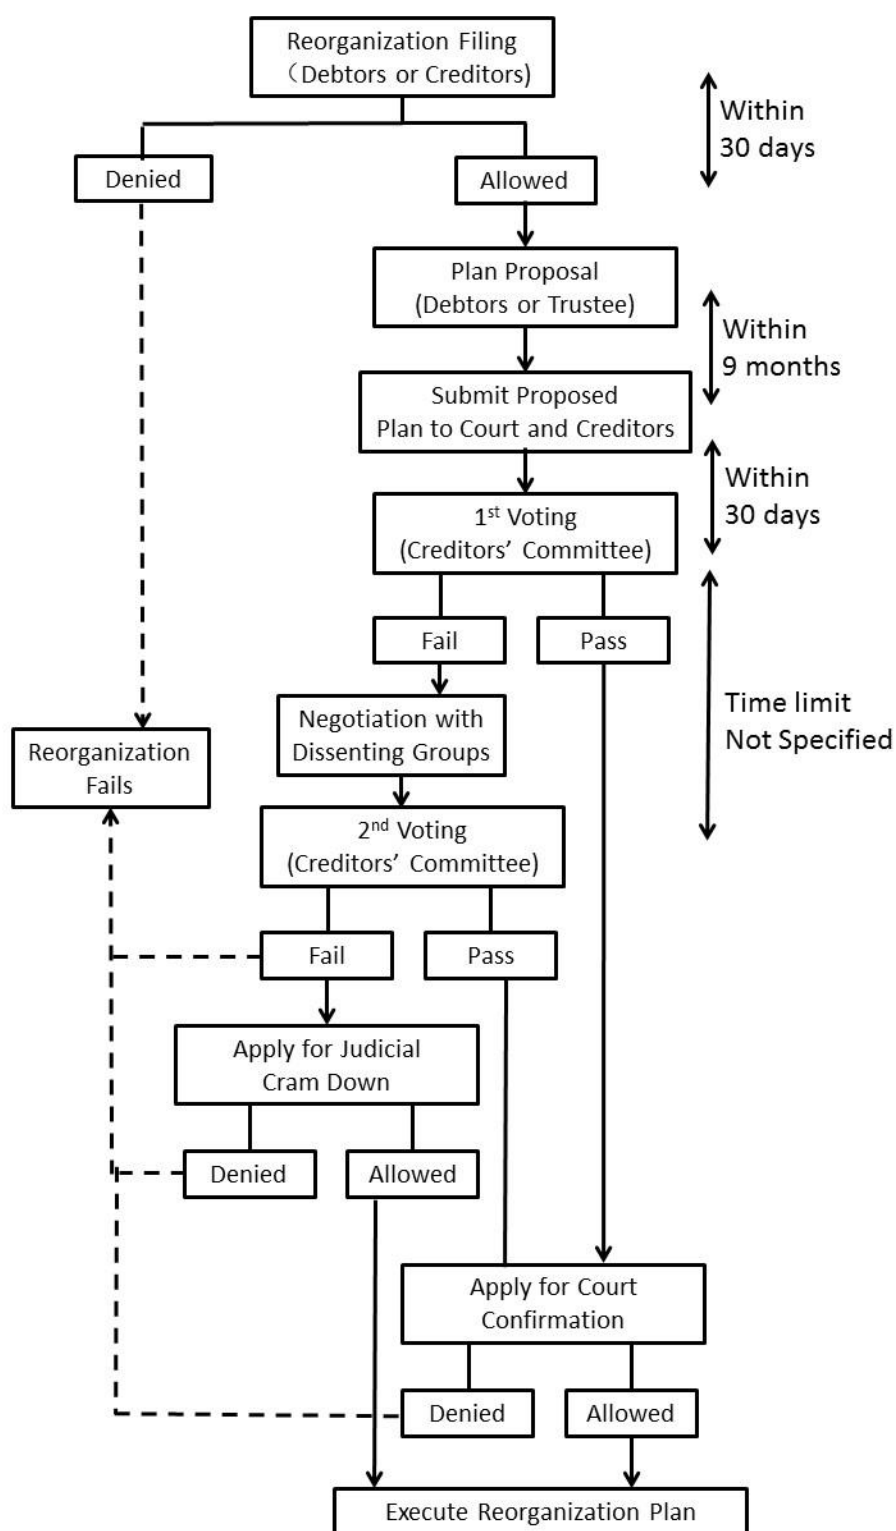 Reorganization Filing
（Debtors or Creditors)
Within
30 days
Denied
Allowed
Plan Proposal
(Debtors or Trustee)
Within
9 months
Submit Proposed
Plan to Court and Creditors
Within
30 days
1st Voting
(Creditors’ Committee)
Fail
Pass
Time limit
Not Specified
Negotiation with
Dissenting Groups
Reorganization
Fails
2nd Voting
(Creditors’ Committee)
Fail
Pass
Apply for Judicial
Cram Down
Denied
Allowed
Apply for Court
Confirmation
Denied
Allowed
Execute Reorganization Plan